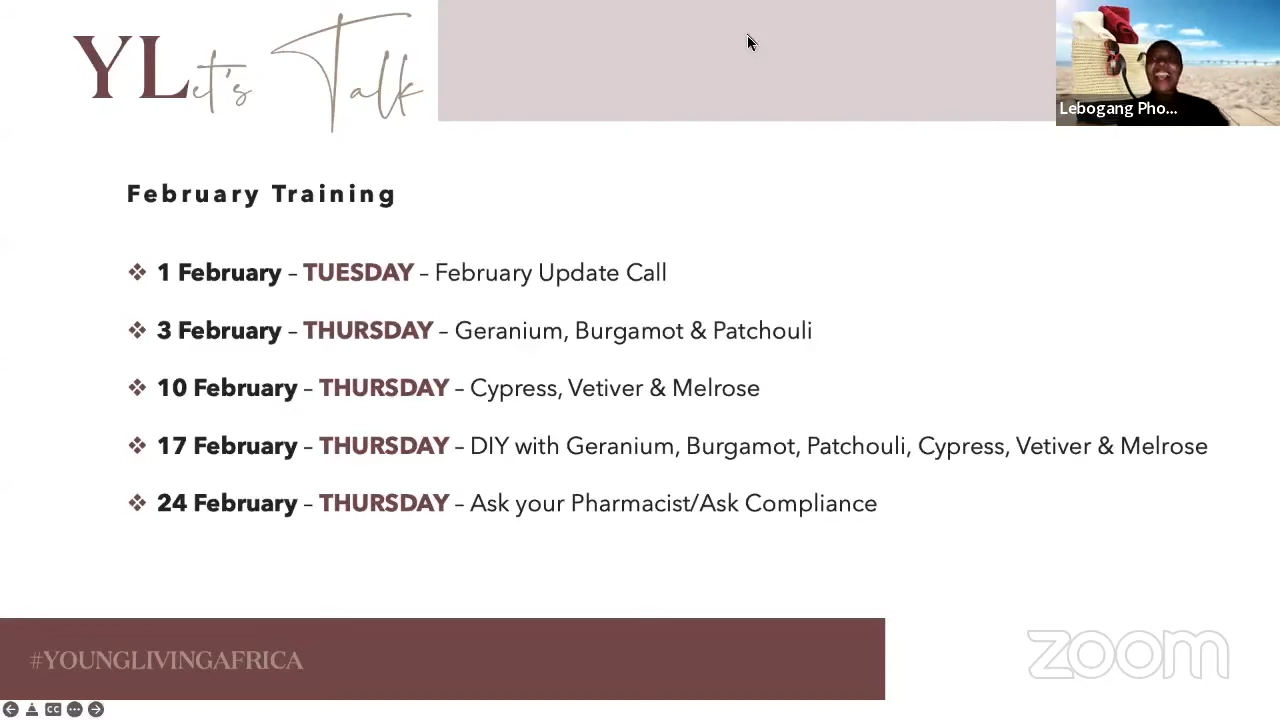 YLet's Talk
Lebogang Pho...
February Training
❖ 1 February – TUESDAY – February Update Call
❖ 3 February – THURSDAY – Geranium, Burgamot & Patchouli
❖ 10 February – THURSDAY – Cypress, Vetiver & Melrose
❖ 17 February – THURSDAY – DIY with Geranium, Burgamot, Patchouli, Cypress, Vetiver & Melrose
❖ 24 February – THURSDAY – Ask your Pharmacist/Ask Compliance
#YOUNGLIVINGAFRICA
zoom
CC